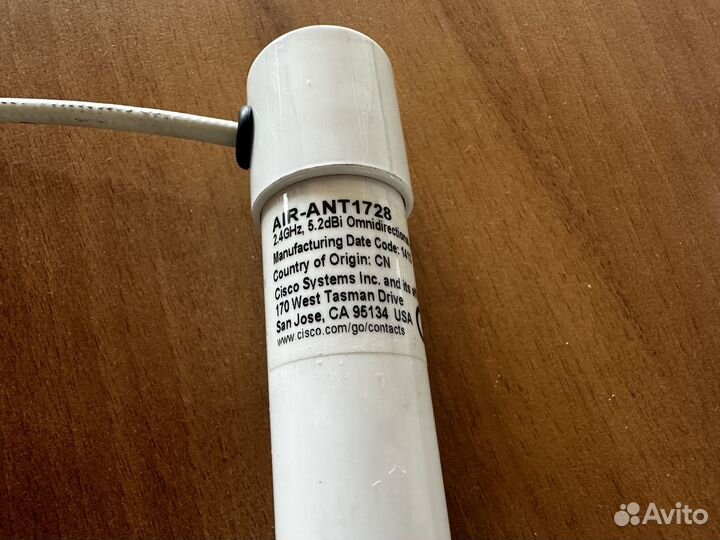 AIR-ANT1728
2.4GHz, 5.2dBi Omnidirectional
Manufacturing Date Code:
Country of Origin: CN
Cisco Systems Inc. and its
170 West Tasman Drive
San Jose, CA 95134 USA
www.cisco.com/go/contacts
Avito